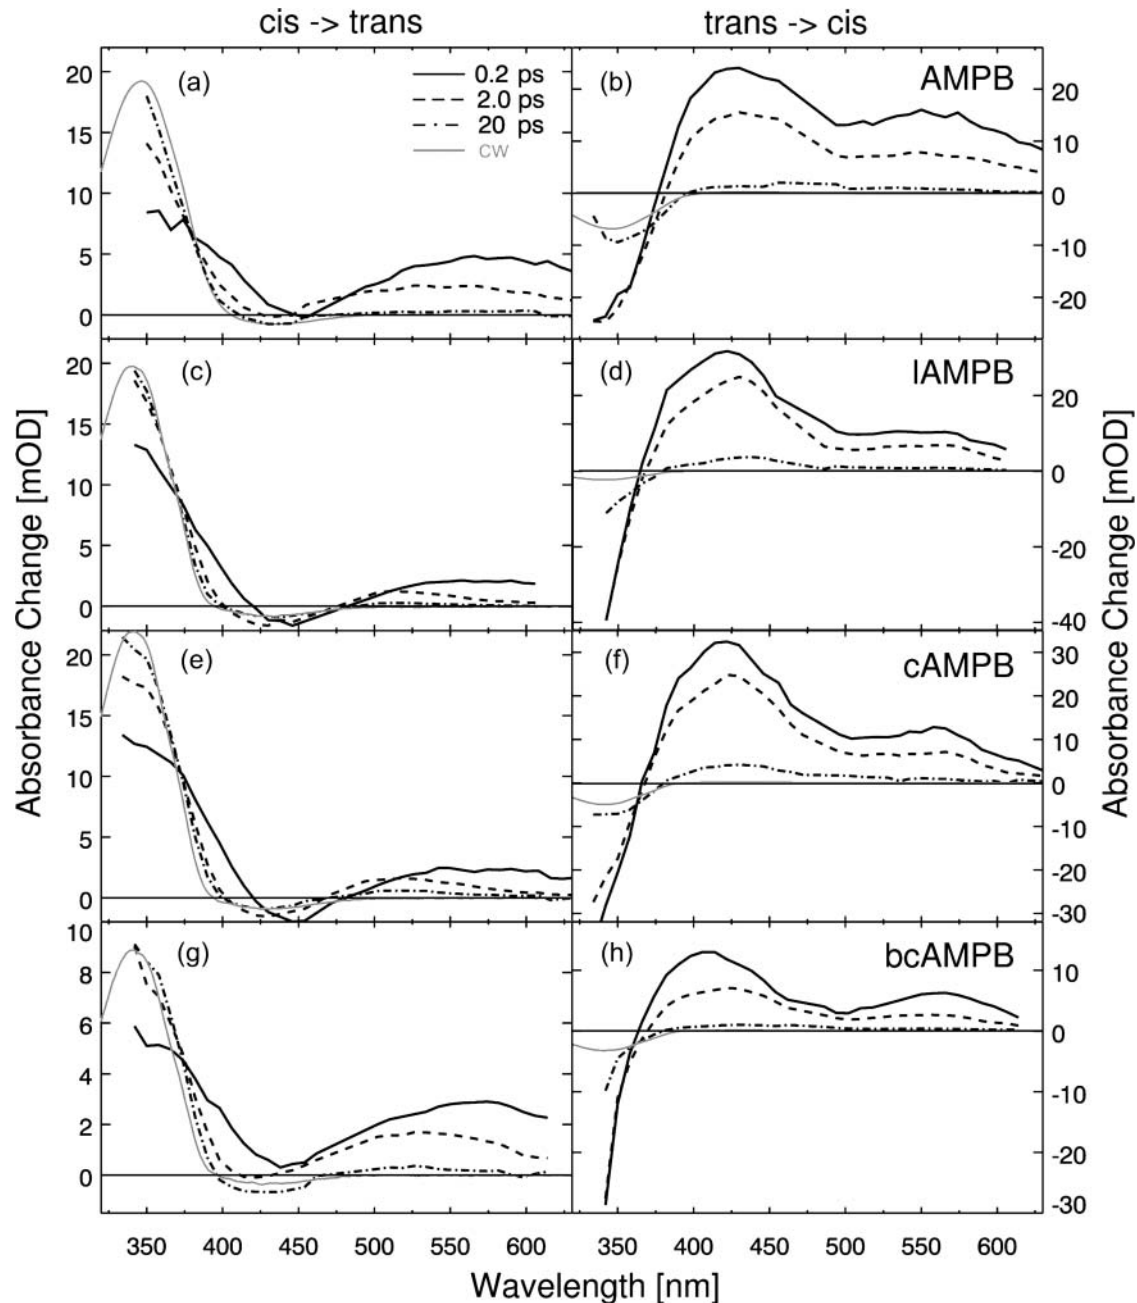 cis -> trans
trans -> cis
(a)
0.2 ps
2.0 ps
20 ps
CW
20
15
10
5
0
(b)
AMPB
20
10
0
-10
-20
(c)
20
15
10
5
0
(d)
lAMPB
20
0
-20
-40
(e)
20
15
10
5
0
(f)
cAMPB
30
20
10
0
-10
-20
-30
(g)
10
8
6
4
2
0
(h)
bcAMPB
10
0
-10
-20
-30
350 400 450 500 550 600
350 400 450 500 550 600
Absorbance Change [mOD]
Absorbance Change [mOD]
Wavelength [nm]